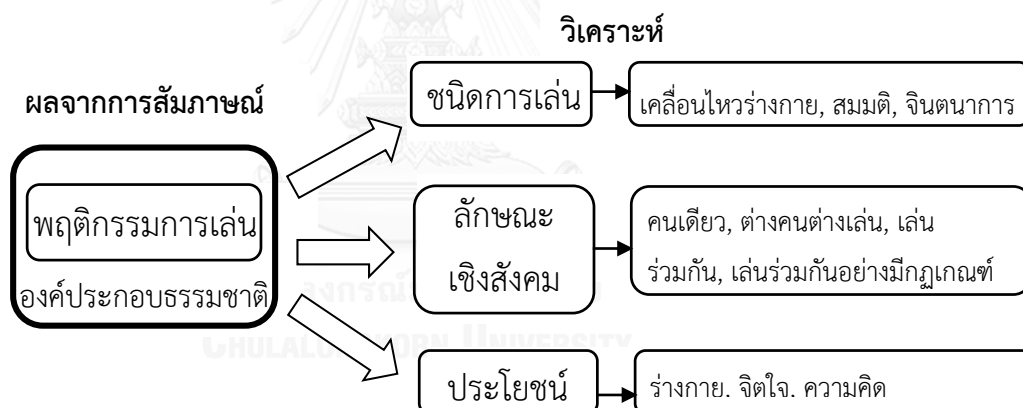 วิเคราะห์
ผลจากการสัมภาษณ์
พฤติกรรมการเล่น
องค์ประกอบธรรมชาติ
ชนิดการเล่น
เคลื่อนไหวร่างกาย, สมมติ, จินตนาการ
ลักษณะ
เชิงสังคม
คนเดียว, ต่างคนต่างเล่น, เล่น
ร่วมกัน, เล่นร่วมกันอย่างมีกฏเกณฑ์
ประโยชน์
ร่างกาย. จิตใจ. ความคิด